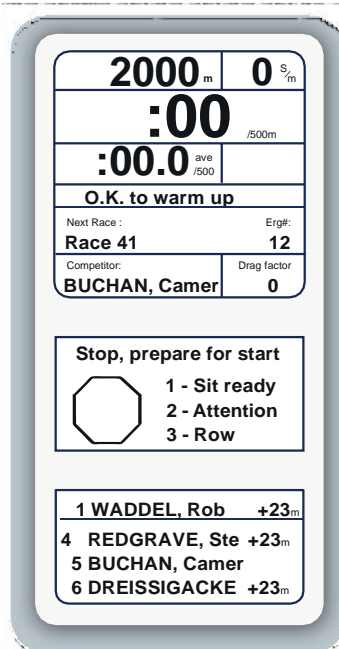 2000 m 0 S/m
:00 /500m
:00.0 ave /500
O.K. to warm up
Next Race : Erg#:
Race 41 12
Competitor: Drag factor
BUCHAN, Camer 0
Stop, prepare for start
1 - Sit ready
2 - Attention
3 - Row
1 WADDEL, Rob +23m
4 REDGRAVE, Ste +23m
5 BUCHAN, Camer
6 DREISSIGACKE +23m